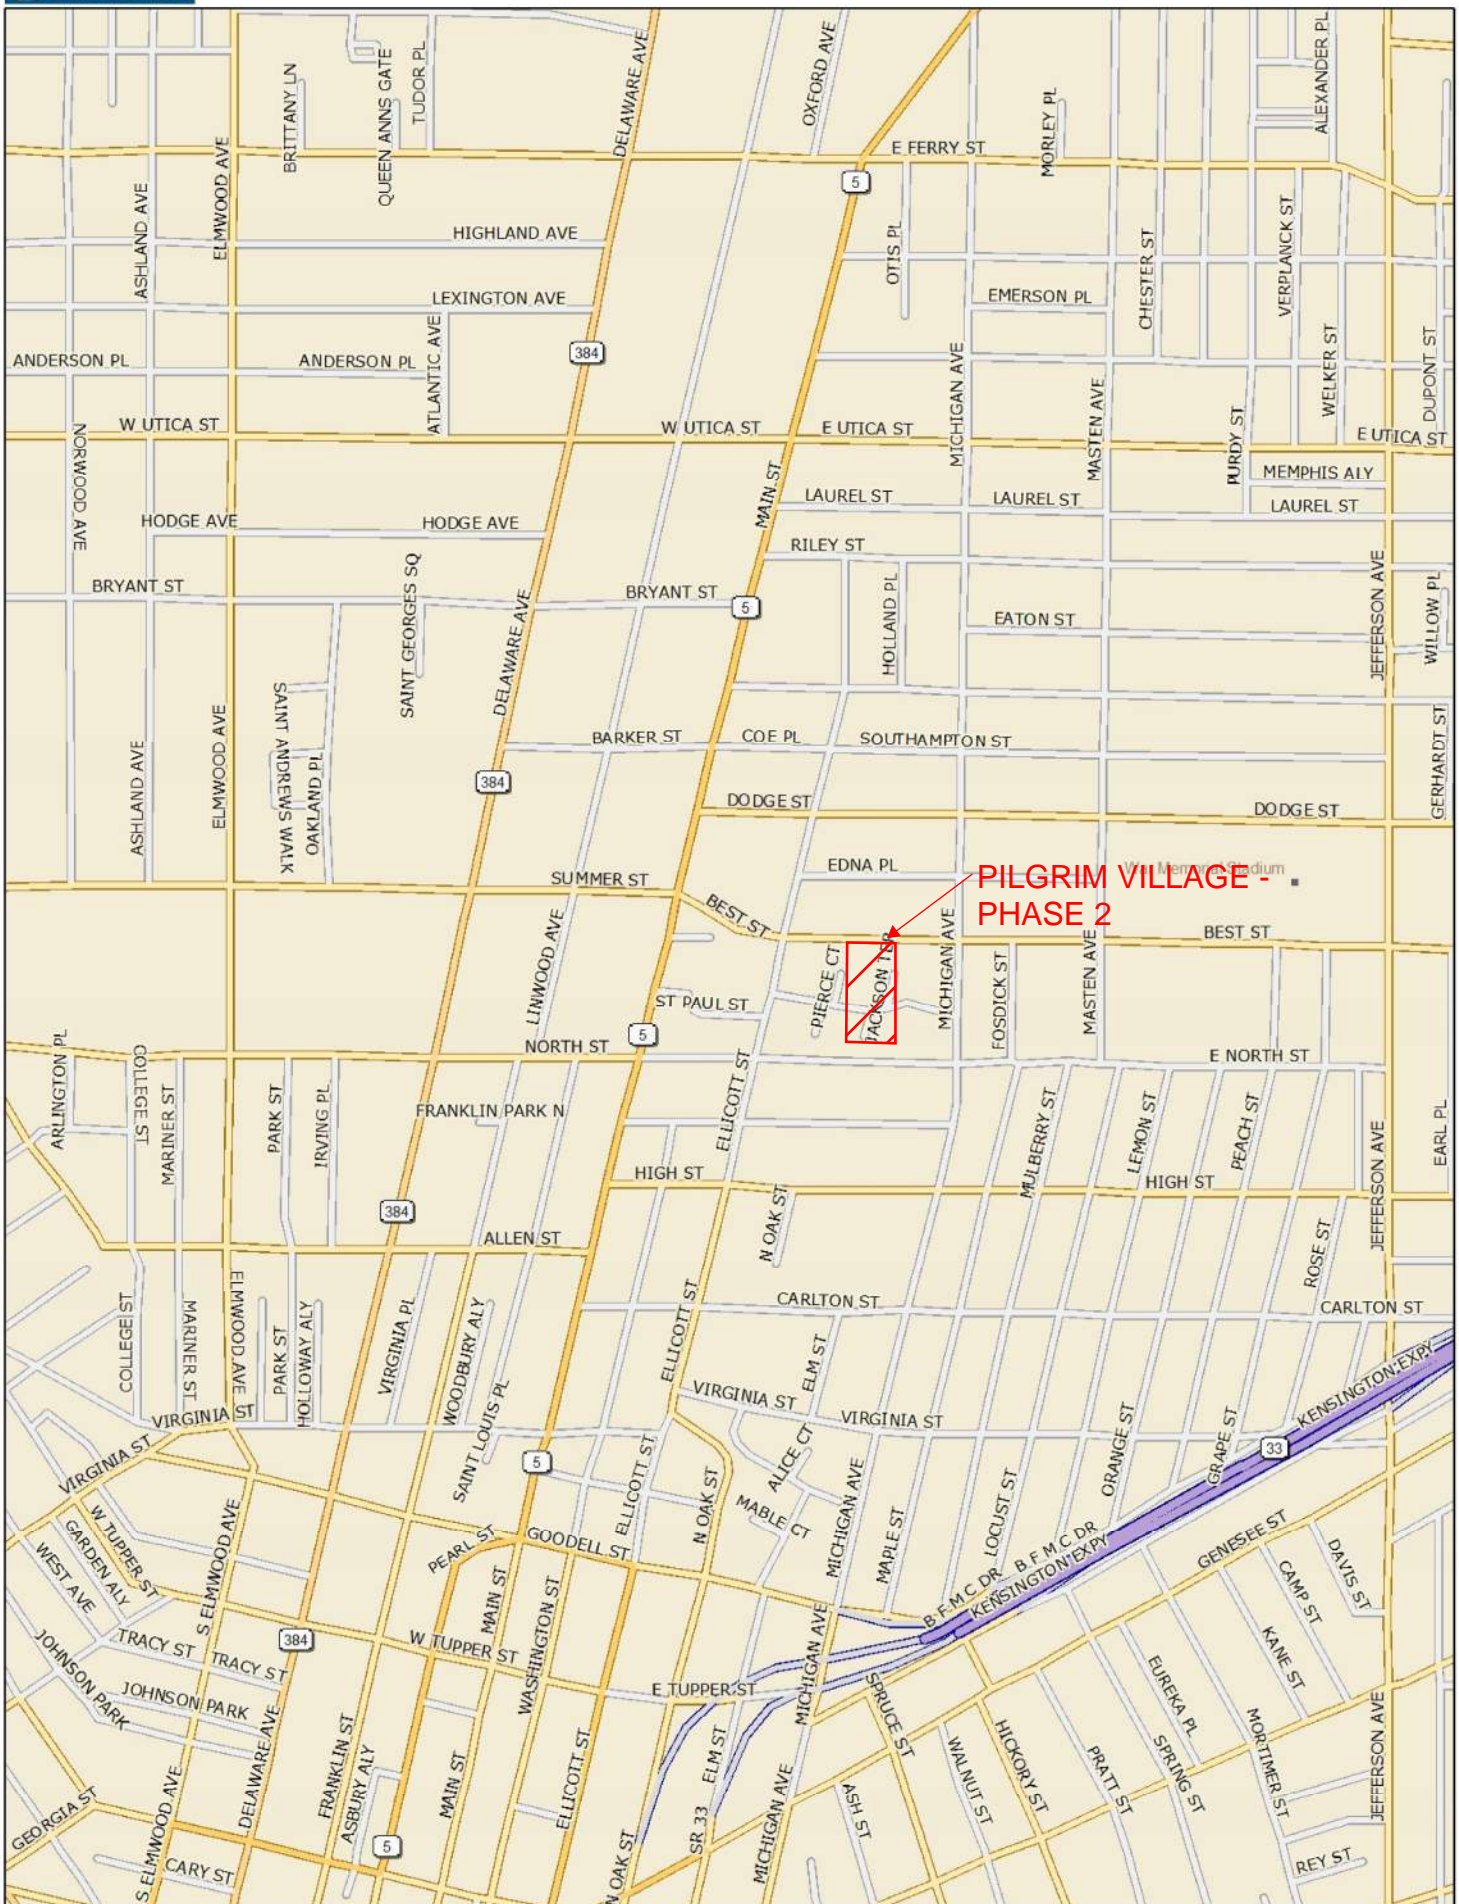 DELAWARE AVE
OXFORD AVE
ALEXANDER PL
BRITTANY LN
QUEEN ANNS GATE
TUDOR PL
MORLEY PL
E FERRY ST
5
ELMWOOD AVE
ASHLAND AVE
HIGHLAND AVE
OTIS PL
CHESTER ST
VERPLANCK ST
LEXINGTON AVE
EMERSON PL
ATLANTIC AVE
384
ANDERSON PL
ANDERSON PL
MICHIGAN AVE
MASTEN AVE
WELKER ST
DUPONT ST
PURDY ST
NORWOOD AVE
W UTICA ST
W UTICA ST
E UTICA ST
E UTICA ST
MEMPHIS ALY
MAIN ST
LAUREL ST
LAUREL ST
LAUREL ST
HODGE AVE
HODGE AVE
RILEY ST
SAINT GEORGES SQ
HOLLAND PL
JEFFERSON AVE
WILLOW PL
BRYANT ST
BRYANT ST
5
EATON ST
DELAWARE AVE
SAINT ANDREWS WALK
OAKLAND PL
ELMWOOD AVE
ASHLAND AVE
BARKER ST
COE PL
SOUTHAMPTON ST
GERHARDT ST
384
DODGE ST
DODGE ST
EDNA PL
War Memorial Stadium
SUMMER ST
PILGRIM VILLAGE -
PHASE 2
BEST ST
BEST ST
LINWOOD AVE
PIERCE CT
JACKSON TER
MICHIGAN AVE
FOSDICK ST
MASTEN AVE
ST PAUL ST
5
NORTH ST
E NORTH ST
ARLINGTON PL
COLLEGE ST
MARINER ST
PARK ST
IRVING PL
FRANKLIN PARK N
ELLICOTT ST
MULBERRY ST
LEMON ST
PEACH ST
JEFFERSON AVE
EARL PL
HIGH ST
HIGH ST
384
N OAK ST
ALLEN ST
ROSE ST
COLLEGE ST
MARINER ST
ELMWOOD AVE
PARK ST
HOLLOWAY ALY
VIRGINIA PL
WOODBURY ALY
SAINT LOUIS PL
ELLICOTT ST
CARLTON ST
CARLTON ST
ELM ST
KENSINGTON EXPY
VIRGINIA ST
VIRGINIA ST
VIRGINIA ST
VIRGINIA ST
5
ELLICOTT ST
ALICE CT
MABLE CT
N OAK ST
MICHIGAN AVE
MAPLE ST
LOCUST ST
ORANGE ST
GRAPE ST
33
W TUPPER ST
GARDEN ALY
WEST AVE
S ELMWOOD AVE
PEARL ST
GOODELL ST
B F M C DR
B F M C DR
KENSINGTON EXPY
GENESEE ST
DAVIS ST
CAMP ST
KANE ST
JOHNSON PARK
TRACY ST
TRACY ST
384
W TUPPER ST
MAIN ST
WASHINGTON ST
E TUPPER ST
MICHIGAN AVE
JOHNSON PARK
SPRUCE ST
EUREKA PL
DELAWARE AVE
FRANKLIN ST
ASBURY ALY
MAIN ST
ELLICOTT ST
ELM ST
WALNUT ST
HICKORY ST
PRATT ST
SPRING ST
MORTIMER ST
JEFFERSON AVE
GEORGIA ST
S ELMWOOD AVE
5
CARY ST
N OAK ST
SR 33
MICHIGAN AVE
ASH ST
REY ST